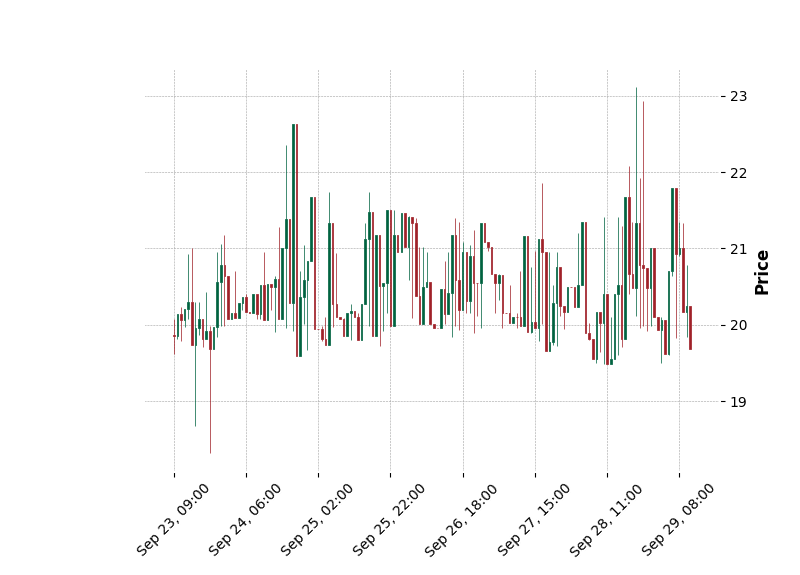 23
22
21
20
19
Price
Sep 23, 09:00
Sep 24, 06:00
Sep 25, 02:00
Sep 25, 22:00
Sep 26, 18:00
Sep 27, 15:00
Sep 28, 11:00
Sep 29, 08:00